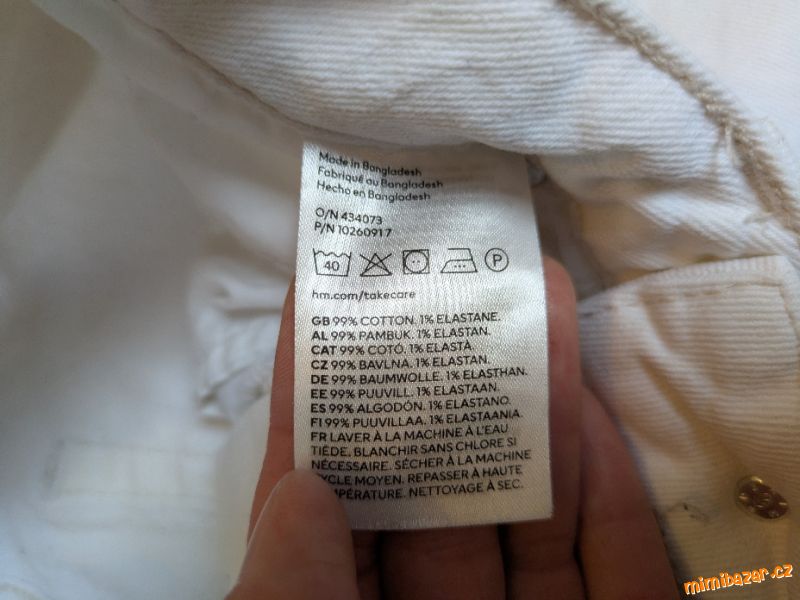 Made in Bangladesh
Fabriqué au Bangladesh
Hecho en Bangladesh
O/N 434073
P/N 10260917
40 P
hm.com/takecare
GB 99% COTTON. 1% ELASTANE.
AL 99% PAMBUK. 1% ELASTAN.
CAT 99% COTÓ. 1% ELASTÀ.
CZ 99% BAVLNA. 1% ELASTAN.
DE 99% BAUMWOLLE. 1% ELASTHAN.
EE 99% PUUVILL. 1% ELASTAAN.
ES 99% ALGODÓN. 1% ELASTANO.
FI 99% PUUVILLAA. 1% ELASTAANIA.
FR LAVER À LA MACHINE À L'EAU
TIÈDE. BLANCHIR SANS CHLORE SI
NÉCESSAIRE. SÉCHER À LA MACHINE
YCLE MOYEN. REPASSER À HAUTE
MPÉRATURE. NETTOYAGE À SEC.
mimibazar.cz